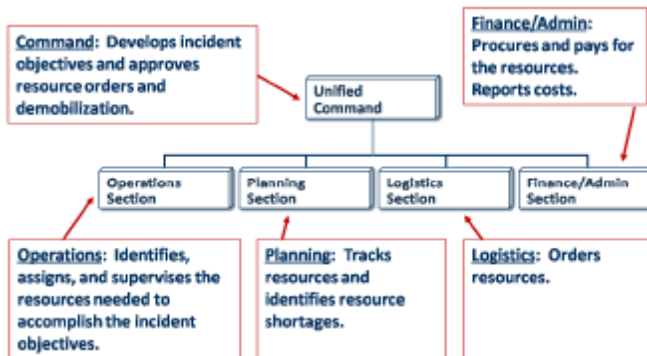 Command: Develops incident
objectives and approves
resource orders and
demobilization.
Finance/Admin:
Procures and pays for
the resources.
Reports costs.
Unified
Command
Operations
Section
Planning
Section
Logistics
Section
Finance/Admin
Section
Operations: Identifies,
assigns, and supervises the
resources needed to
accomplish the incident
objectives.
Planning: Tracks
resources and
identifies resource
shortages.
Logistics: Orders
resources.